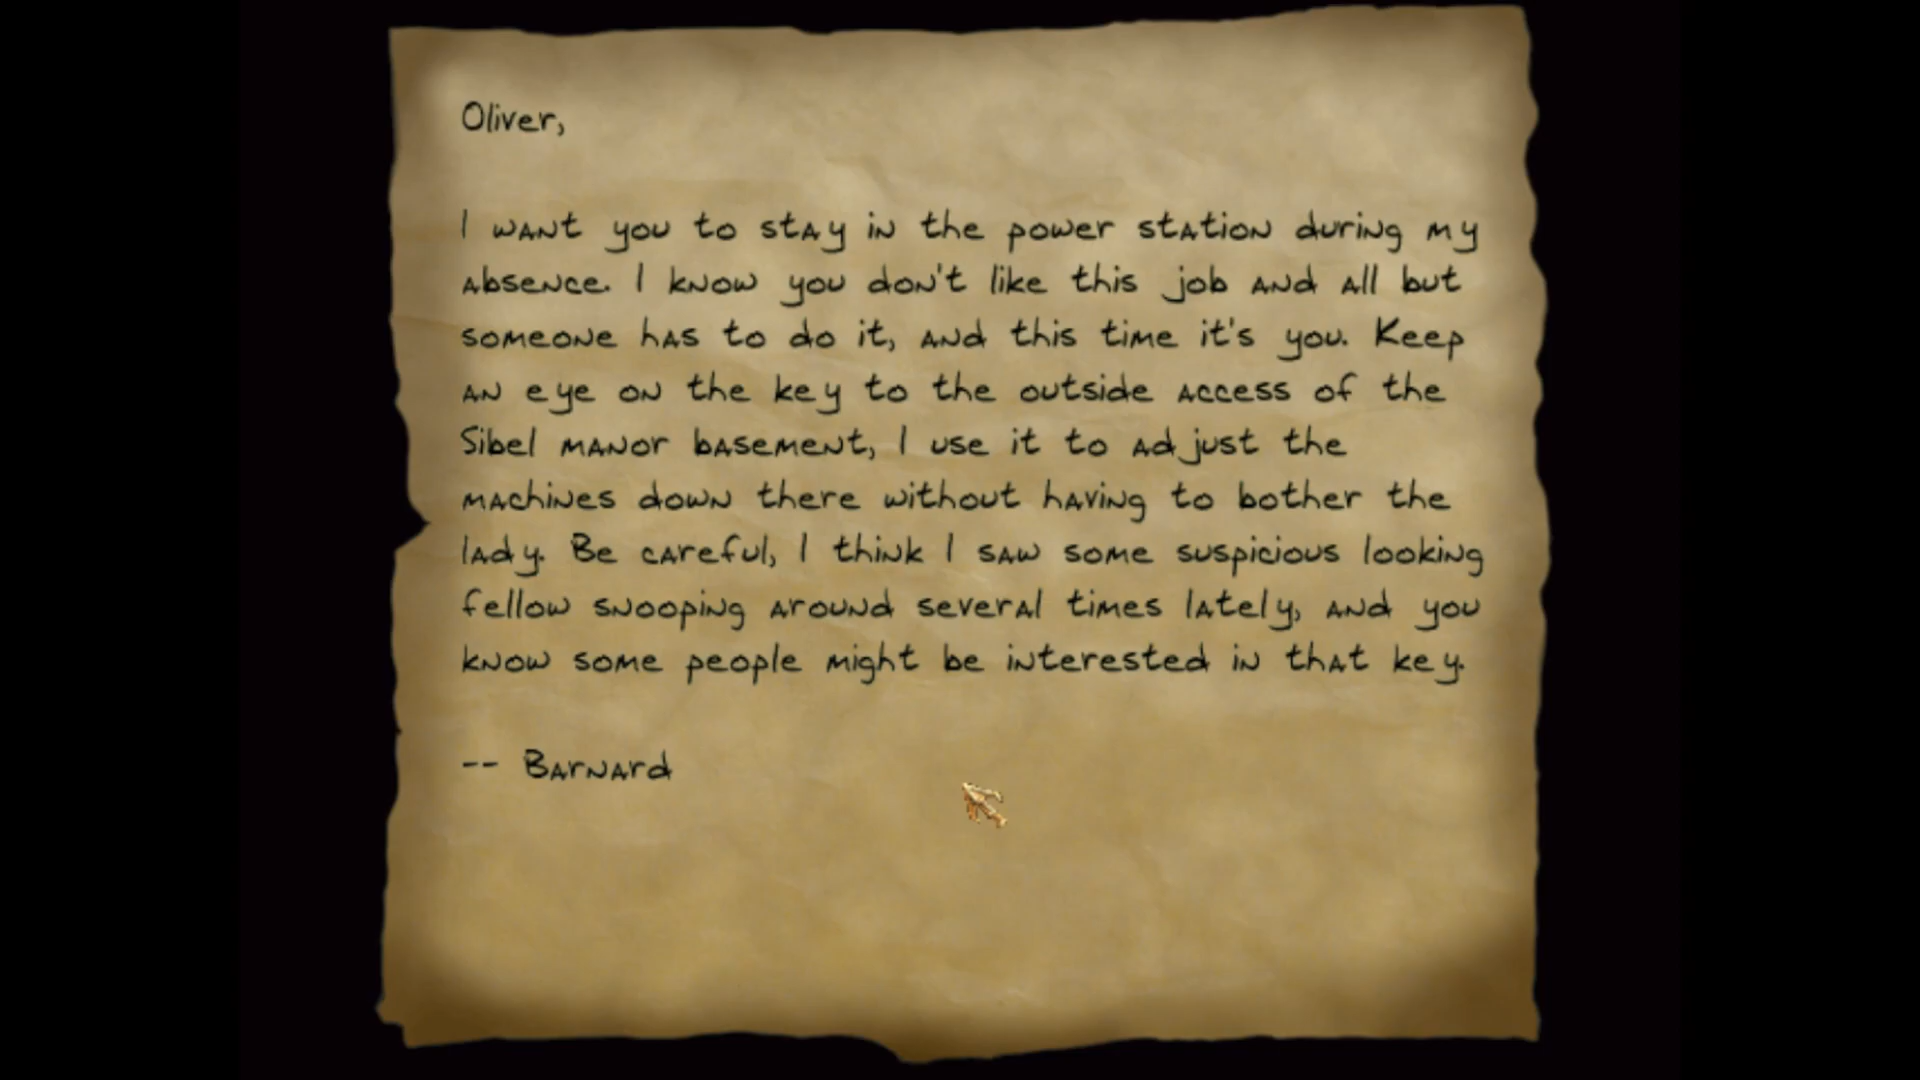 Oliver,
I want you to stay in the power station during my
absence. I know you don't like this job and all but
someone has to do it, and this time it's you. Keep
an eye on the key to the outside access of the
Sibel manor basement, I use it to adjust the
machines down there without having to bother the
lady. Be careful, I think I saw some suspicious looking
fellow snooping around several times lately, and you
know some people might be interested in that key.
-- Barnard